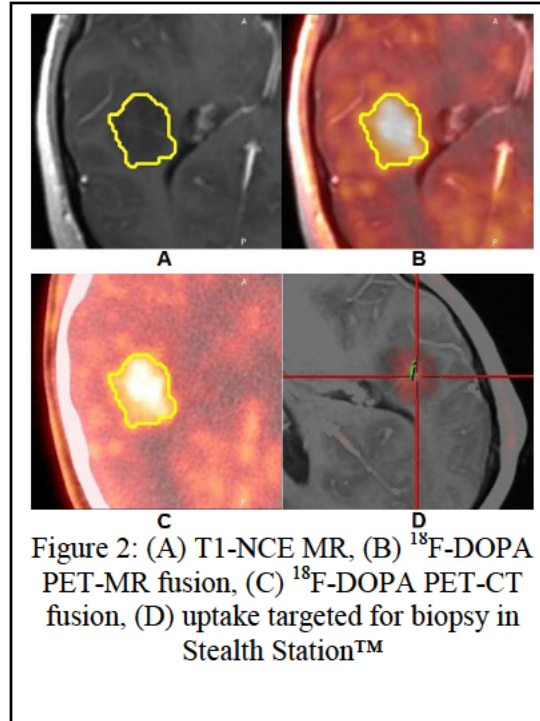 A
A
P
P
A
B
A
P
C
D
Figure 2: (A) T1-NCE MR, (B) ¹⁸F-DOPA
PET-MR fusion, (C) ¹⁸F-DOPA PET-CT
fusion, (D) uptake targeted for biopsy in
Stealth Station™